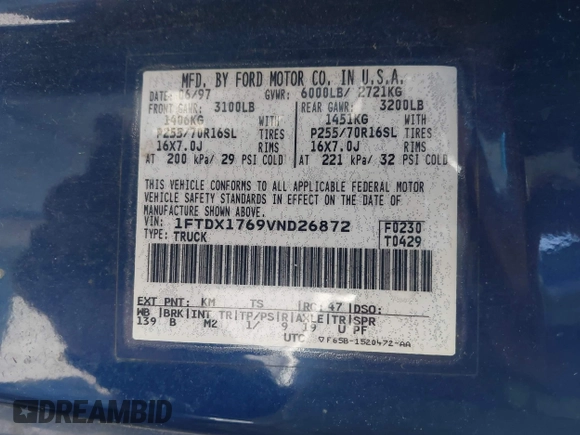 MFD. BY FORD MOTOR CO. IN U.S.A.
DATE: 06/97 GVWR: 6000LB/ 2721KG
FRONT GAWR: 3100LB REAR GAWR: 3200LB
1406KG WITH 1451KG WITH
P255/70R16SL TIRES P255/70R16SL TIRES
16X7.0J RIMS 16X7.0J RIMS
AT 200 kPa/ 29 PSI COLD AT 221 kPa/ 32 PSI COLD
THIS VEHICLE CONFORMS TO ALL APPLICABLE FEDERAL MOTOR
VEHICLE SAFETY STANDARDS IN EFFECT ON THE DATE OF
MANUFACTURE SHOWN ABOVE.
VIN: 1FTDX1769VND26872 F0230
TYPE: TRUCK T0429
EXT PNT: KM TS RC: 47 DSO:
WB BRK INT TR TP/PS R AXLE TR SPR
139 B M2 1/ 9 19 U PF
UTC ▽F65B-1520472-AA
DREAMBID